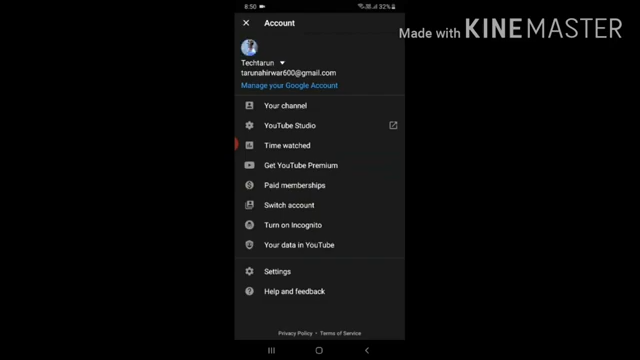 8:50
32%
Account
Made with KINEMASTER
Techtarun
tarunahirwar600@gmail.com
Manage your Google Account
Your channel
YouTube Studio
Time watched
Get YouTube Premium
Paid memberships
Switch account
Turn on Incognito
Your data in YouTube
Settings
Help and feedback
Privacy Policy • Terms of Service